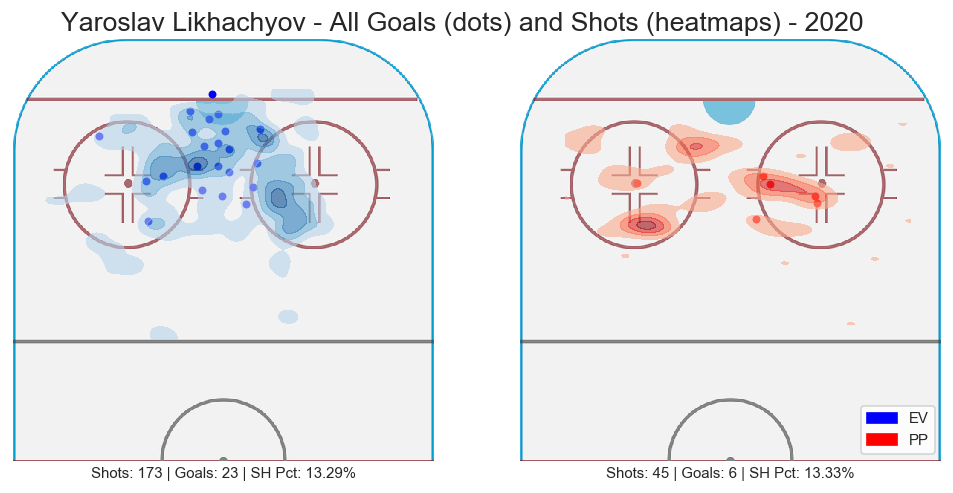 Yaroslav Likhachyov - All Goals (dots) and Shots (heatmaps) - 2020
EV
PP
Shots: 173 | Goals: 23 | SH Pct: 13.29%
Shots: 45 | Goals: 6 | SH Pct: 13.33%